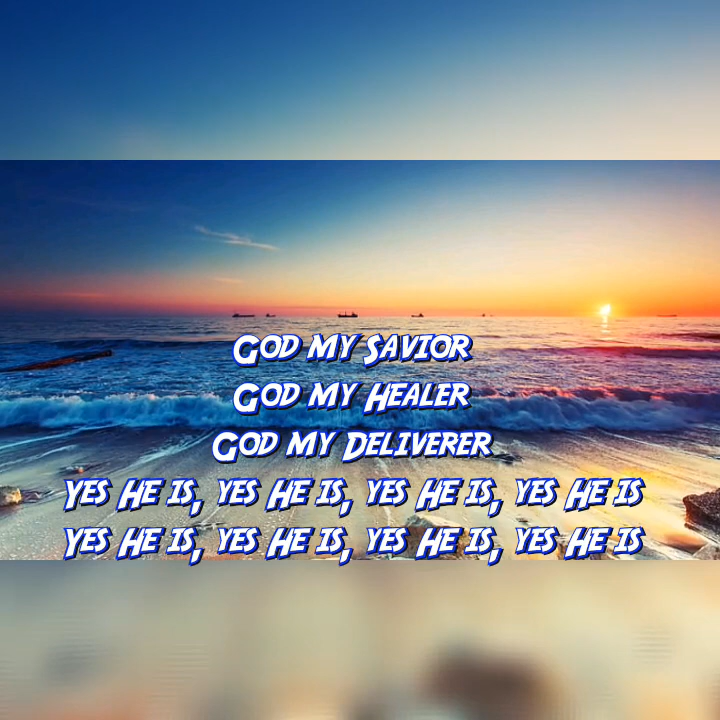 God my Savior
God my Healer
God my Deliverer
Yes He is, yes He is, yes He is, yes He is
Yes He is, yes He is, yes He is, yes He is